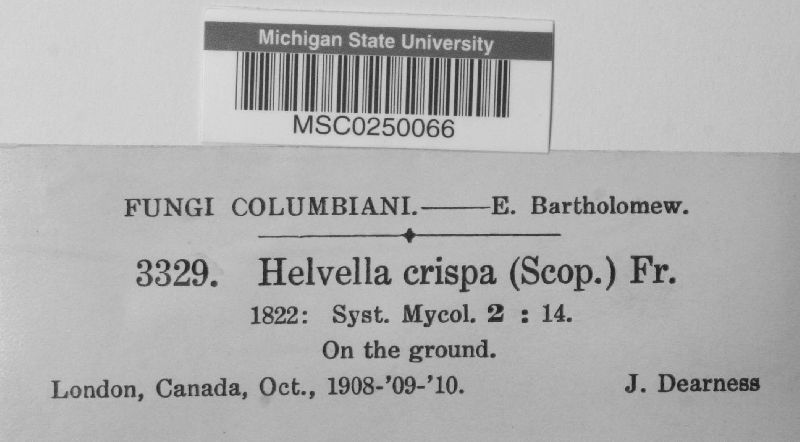 Michigan State University
MSC0250066
FUNGI COLUMBIANI.——E. Bartholomew.
3329. Helvella crispa (Scop.) Fr.
1822: Syst. Mycol. 2 : 14.
On the ground.
London, Canada, Oct., 1908-'09-'10. J. Dearness